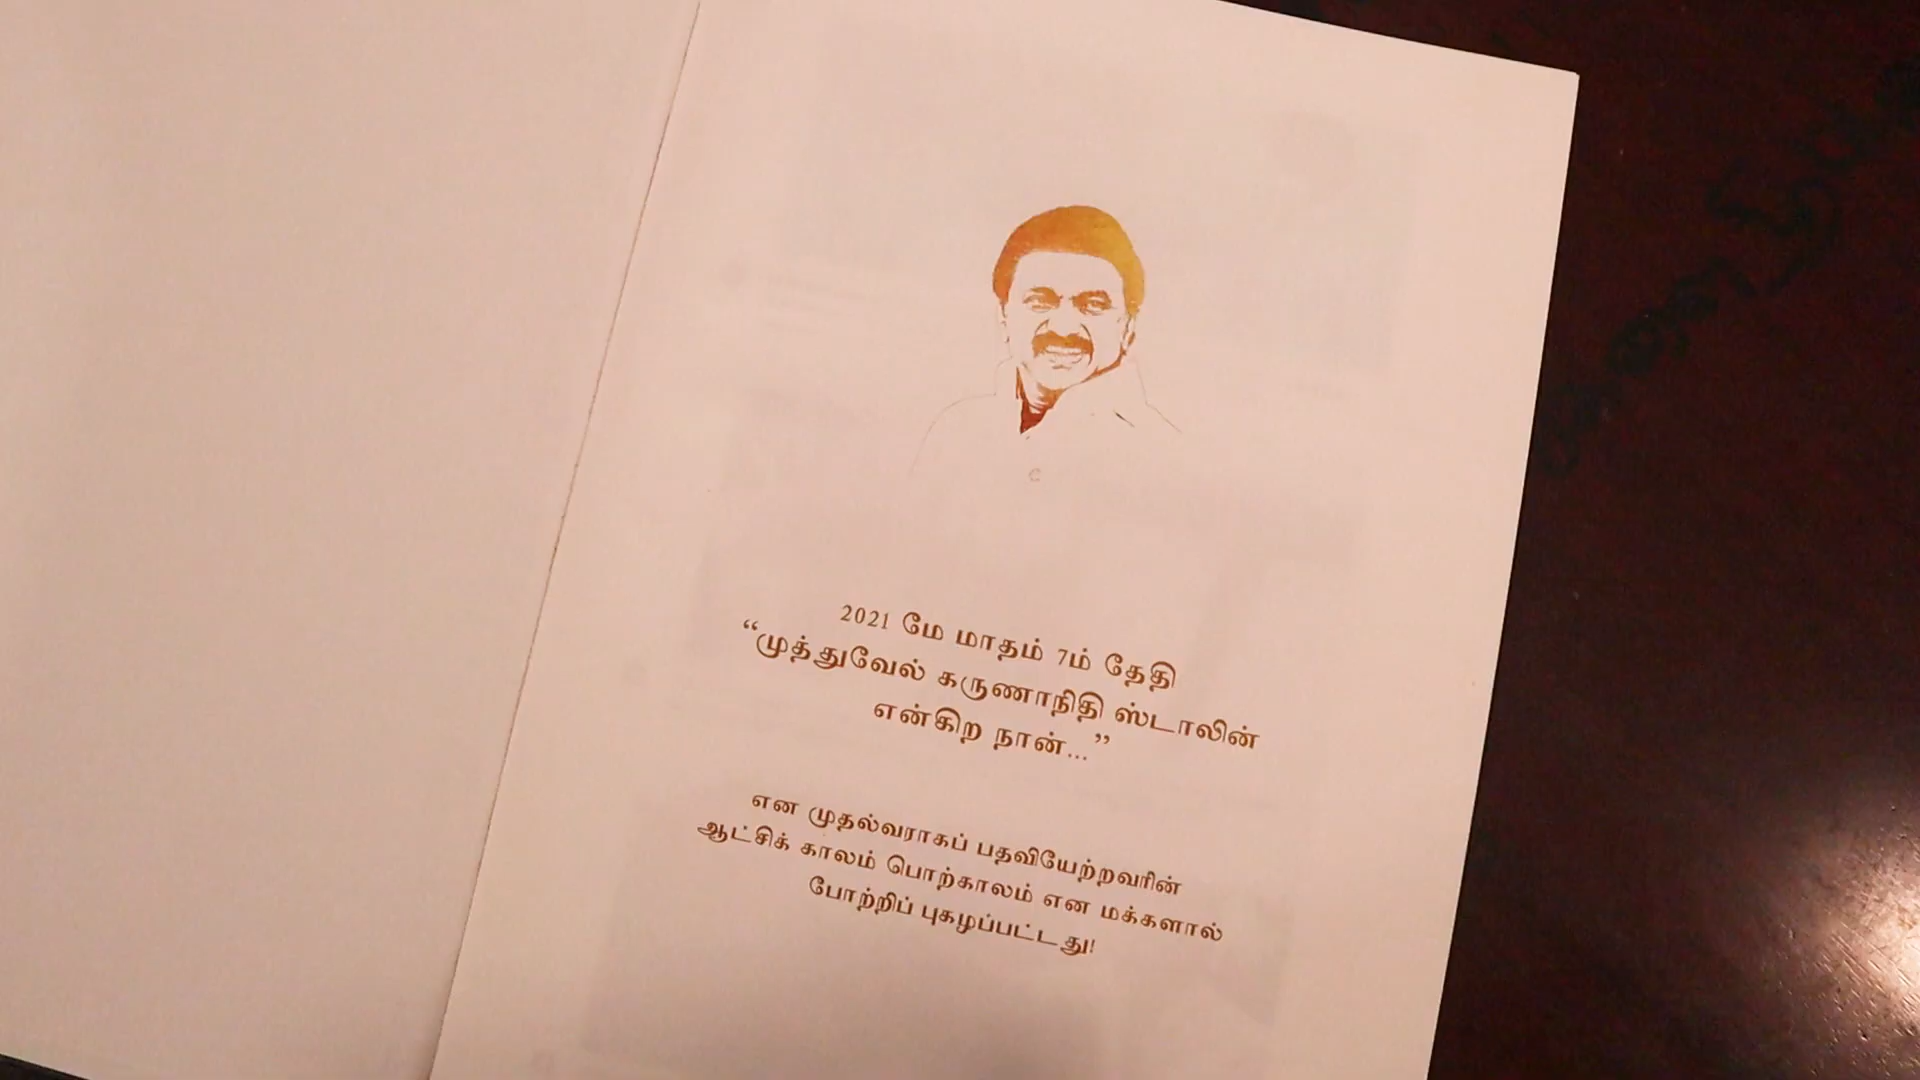 2021 மே மாதம் 7ம் தேதி
“முத்துவேல் கருணாநிதி ஸ்டாலின்
என்கிற நான்...”
என முதல்வராகப் பதவியேற்றவரின்
ஆட்சிக் காலம் பொற்காலம் என மக்களால்
போற்றிப் புகழப்பட்டது!